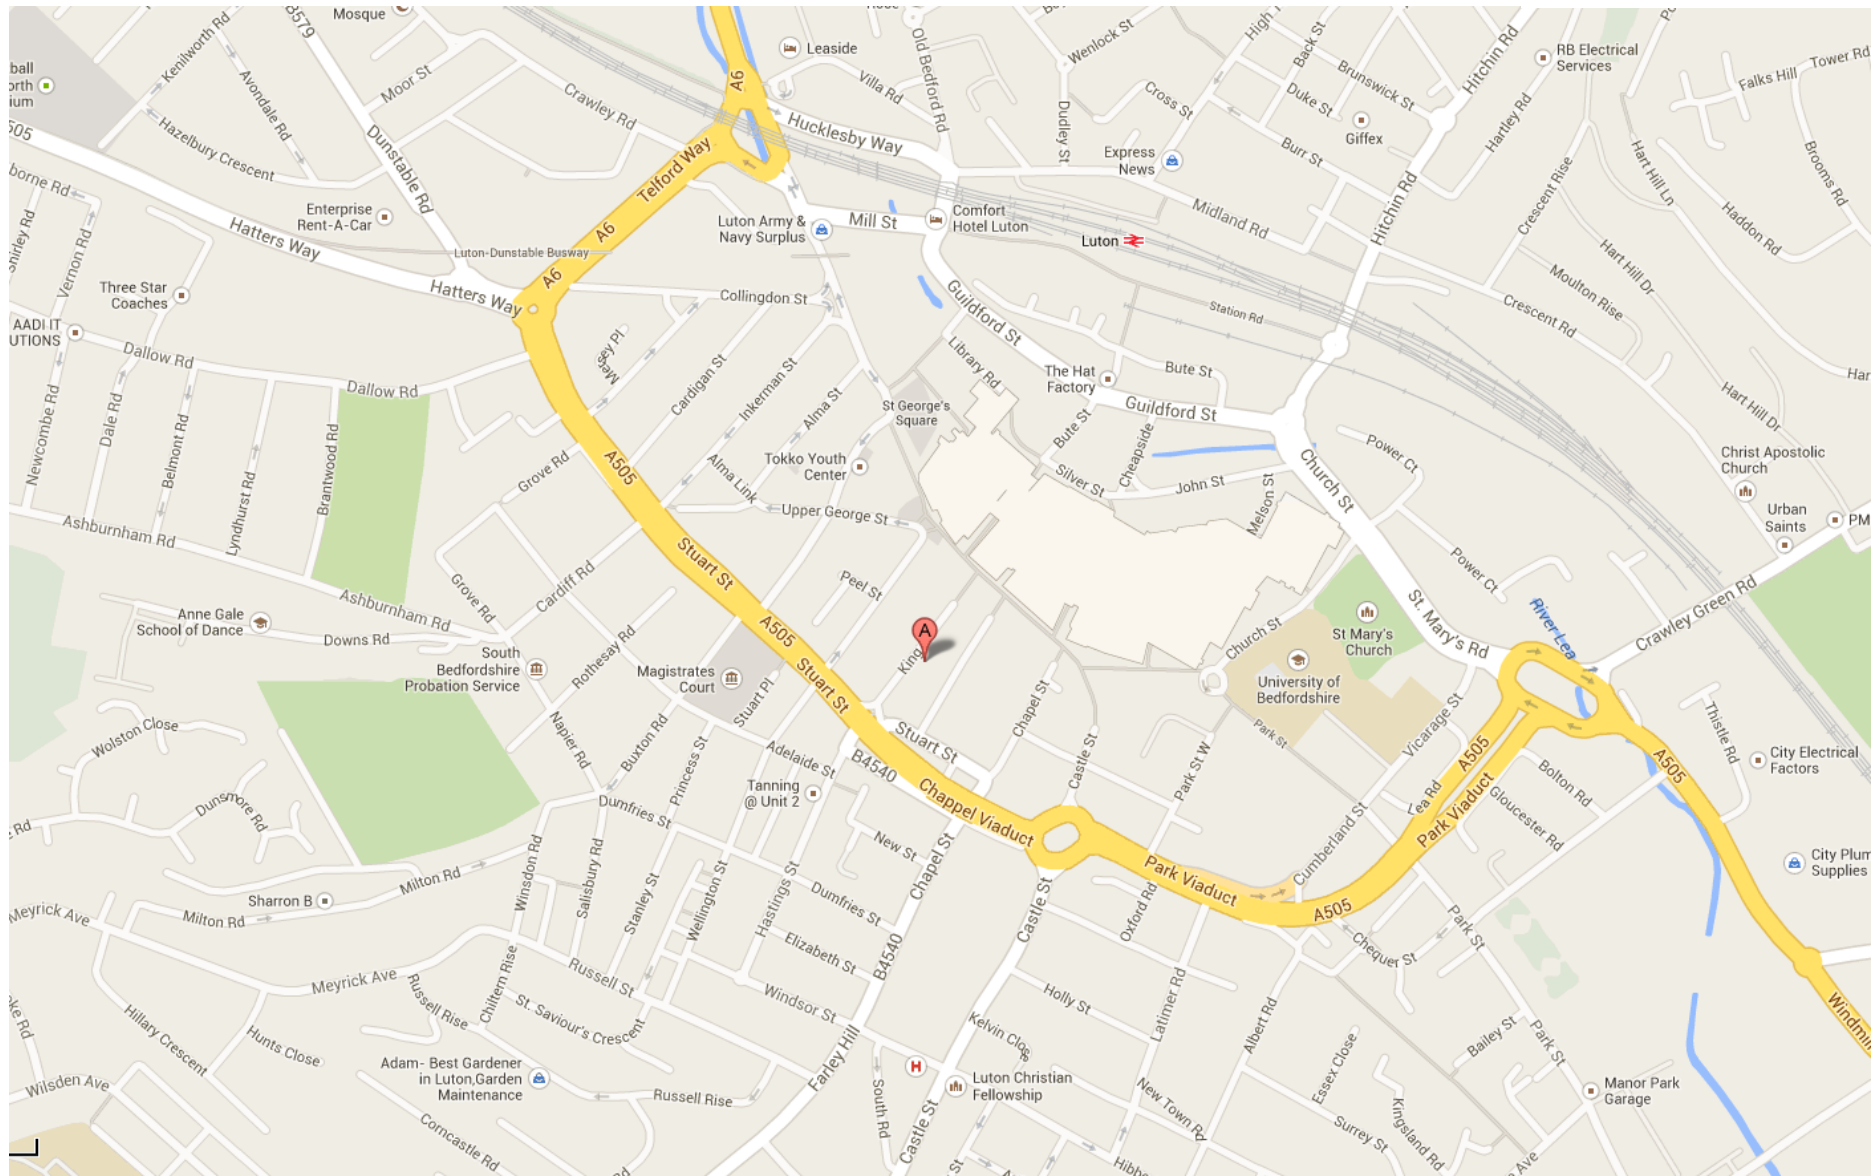 Mosque
B579
Kenilworth Rd
Avondale Rd
Moor St
Hazelbury Crescent
Dunstable Rd
Crawley Rd
A6
Leaside
Villa Rd
Old Bedford Rd
Wenlock St
Back St
Brunswick St
Duke St
Cross St
Dudley St
Giffex
Burr St
Hitchin Rd
RB Electrical
Services
Falks Hill
Tower Rd
Hartley Rd
Brooms Rd
Hart Hill Ln
Crescent Rise
Haddon Rd
Hucklesby Way
Telford Way
Express
News
Hatters Way
Enterprise
Rent-A-Car
A6
Luton-Dunstable Busway
A6
Luton Army &
Navy Surplus
Mill St
Comfort
Hotel Luton
Luton
Midland Rd
Hitchin Rd
Hart Hill Dr
Moulton Rise
Crescent Rd
Station Rd
Vernon Rd
Three Star
Coaches
Hatters Way
Collingdon St
Guildford St
Library Rd
Dallow Rd
Dallow Rd
Cardigan St
Inkerman St
Alma St
St George's
Square
The Hat
Factory
Bute St
Guildford St
Hart Hill Dr
Newcombe Rd
Dale Rd
Belmont Rd
Lyndhurst Rd
Brantwood Rd
Grove Rd
A505
Alma Link
Tokko Youth
Center
Upper George St
Bute St
Cheapside
Silver St
John St
Melson St
Church St
Power Ct
Christ Apostolic
Church
Urban
Saints
Ashburnham Rd
Stuart St
Power Ct
Peel St
Grove Rd
Cardiff Rd
Ashburnham Rd
Anne Gale
School of Dance
Downs Rd
A505
Stuart St
A
South
Bedfordshire
Probation Service
Rothesay Rd
Magistrates
Court
Stuart Pl
Church St
St Mary's
Church
St. Mary's Rd
River Lea
Crawley Green Rd
University of
Bedfordshire
Park St
Vicarage St
Chapel St
Castle St
Park St W
Stuart St
B4540
Wolston Close
Napier Rd
Buxton Rd
Princess St
Adelaide St
Tanning
@ Unit 2
Chappel Viaduct
A505
Lea Rd
Park Viaduct
Bolton Rd
Gloucester Rd
Thistle Rd
A505
City Electrical
Factors
Dunsmore Rd
Dumfries St
New St
Chapel St
Park Viaduct
Cumberland St
A505
Milton Rd
Sharron B
Milton Rd
Meyrick Ave
Winsdon Rd
Salisbury Rd
Stanley St
Wellington St
Hastings St
Dumfries St
Elizabeth St
B4540
Castle St
Oxford Rd
Chequer St
Park St
Meyrick Ave
Russell St
Windsor St
Chiltern Rise
Russell Rise
St. Saviour's Crescent
Holly St
Latimer Rd
Albert Rd
Bailey St
Park St
Hillary Crescent
Hunts Close
Wilsden Ave
Adam- Best Gardener
in Luton,Garden
Maintenance
Russell Rise
Corncastle Rd
Farley Hill
South Rd
H
Luton Christian
Fellowship
Castle St
New Town Rd
Essex Close
Surrey St
Kingsland Rd
Manor Park
Garage